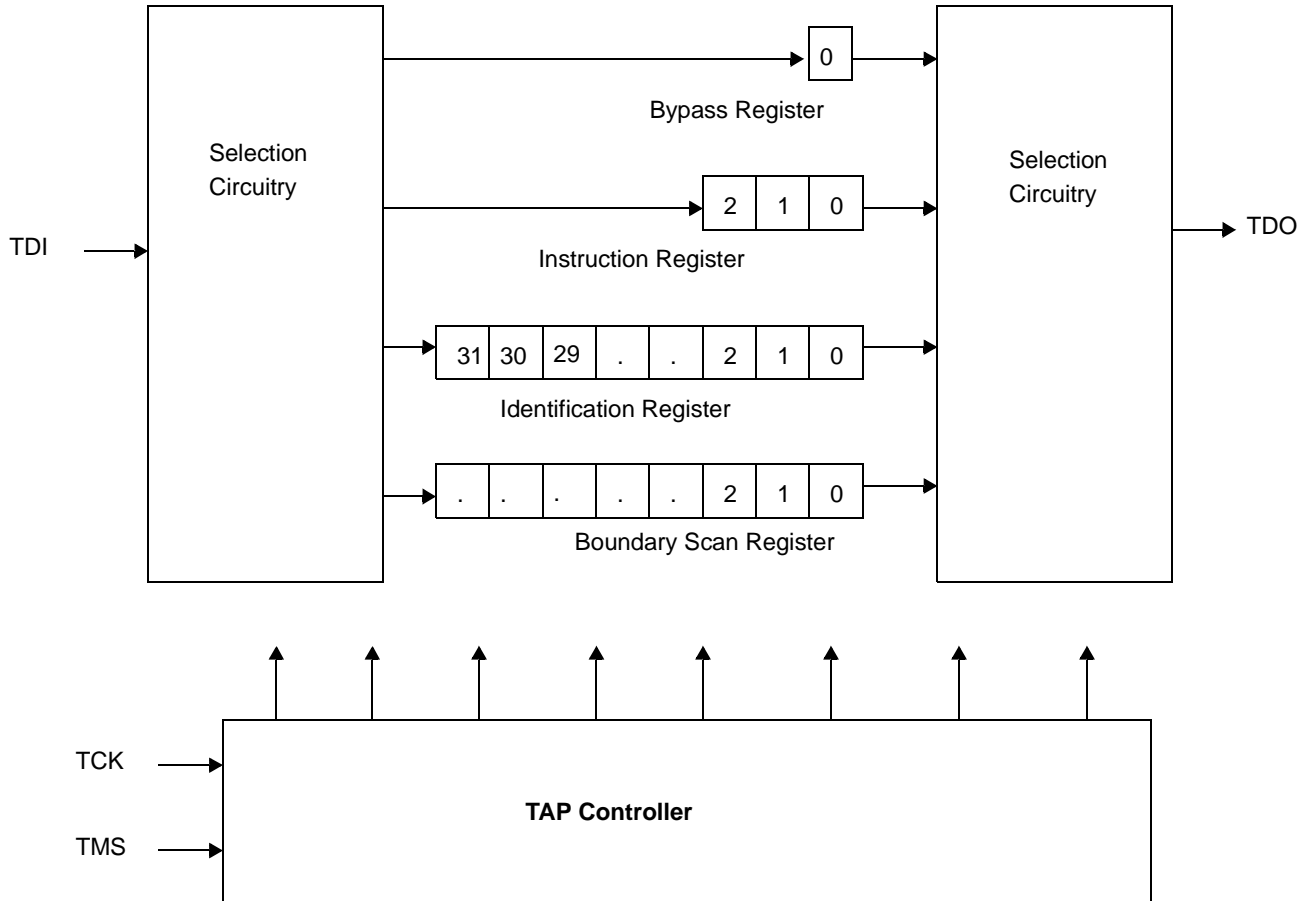 0
Bypass Register
Selection
Circuitry
Selection
Circuitry
2 1 0
TDI
TDO
Instruction Register
31 30 29 . . 2 1 0
Identification Register
. . . . . 2 1 0
Boundary Scan Register
TCK
TAP Controller
TMS